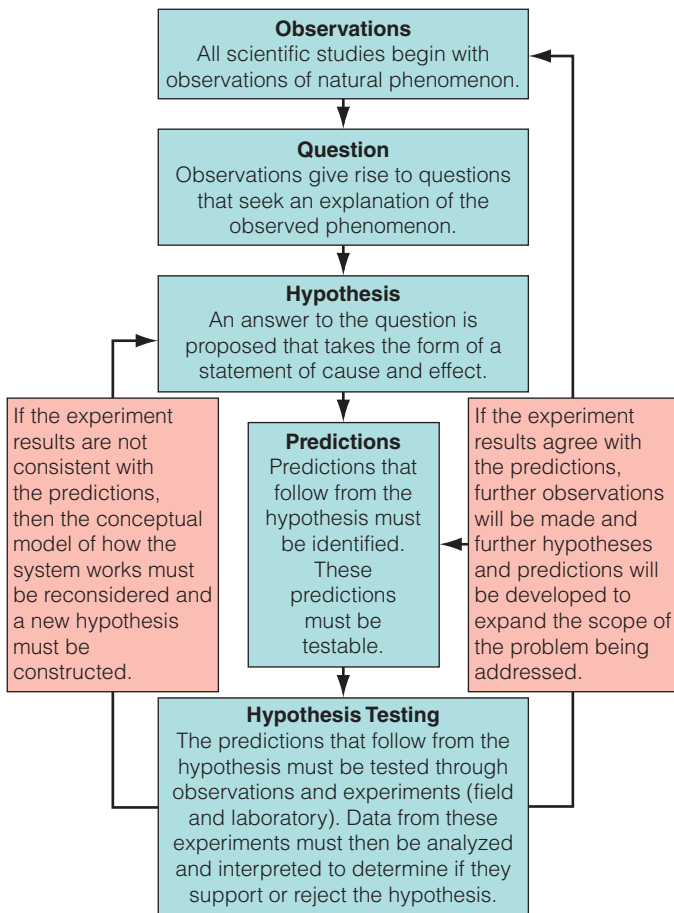 Observations
All scientific studies begin with
observations of natural phenomenon.
Question
Observations give rise to questions
that seek an explanation of the
observed phenomenon.
Hypothesis
An answer to the question is
proposed that takes the form of a
statement of cause and effect.
If the experiment
results are not
consistent with
the predictions,
then the conceptual
model of how the
system works must
be reconsidered and
a new hypothesis
must be
constructed.
Predictions
Predictions that
follow from the
hypothesis must
be identified.
These
predictions
must be
testable.
If the experiment
results agree with
the predictions,
further observations
will be made and
further hypotheses
and predictions will
be developed to
expand the scope of
the problem being
addressed.
Hypothesis Testing
The predictions that follow from the
hypothesis must be tested through
observations and experiments (field
and laboratory). Data from these
experiments must then be analyzed
and interpreted to determine if they
support or reject the hypothesis.